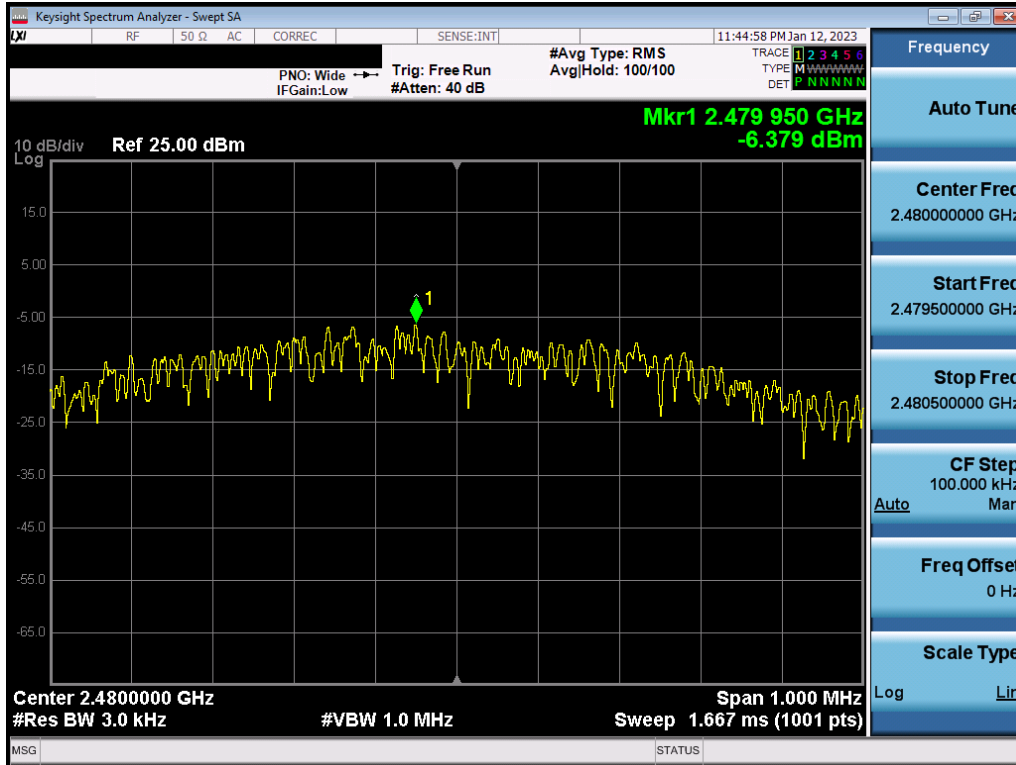 Keysight Spectrum Analyzer - Swept SA
LXI RF 50 Ω AC CORREC SENSE:INT 11:44:58 PM Jan 12, 2023
PNO: Wide
IFGain:Low
Trig: Free Run
#Atten: 40 dB
#Avg Type: RMS
Avg|Hold: 100/100
TRACE 1 2 3 4 5 6
TYPE M W W W W W
DET P N N N N N
Mkr1 2.479 950 GHz
-6.379 dBm
10 dB/div Ref 25.00 dBm
Log
15.0
5.00
1
-5.00
-15.0
-25.0
-35.0
-45.0
-55.0
-65.0
Center 2.4800000 GHz Span 1.000 MHz
#Res BW 3.0 kHz #VBW 1.0 MHz Sweep 1.667 ms (1001 pts)
MSG STATUS
Frequency
Auto Tune
Center Freq
2.480000000 GHz
Start Freq
2.479500000 GHz
Stop Freq
2.480500000 GHz
CF Step
100.000 kHz
Auto Man
Freq Offset
0 Hz
Scale Type
Log Lin